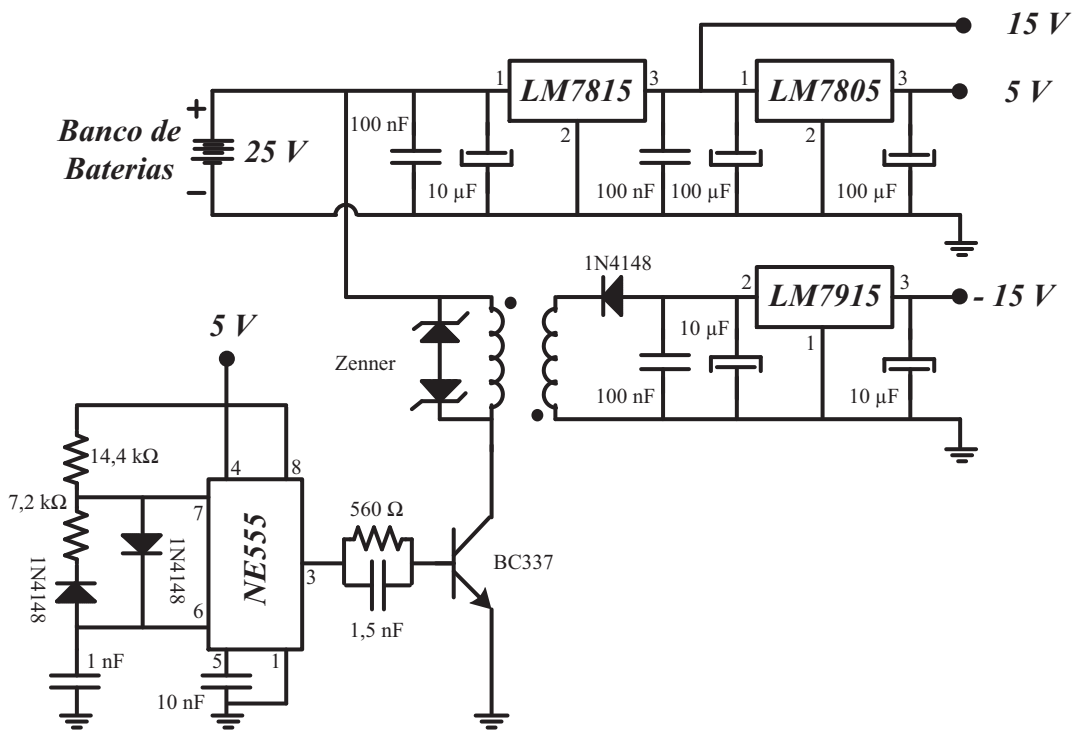 15 V
1
LM7815
3
1
LM7805
3
5 V
+
Banco de
Baterias
25 V
−
100 nF
10 µF
2
100 nF
100 µF
2
100 µF
1N4148
2
LM7915
3
- 15 V
10 µF
1
100 nF
10 µF
Zenner
5 V
14,4 kΩ
7,2 kΩ
4
8
7
1N4148
1N4148
NE555
6
3
5
1
560 Ω
1,5 nF
BC337
1 nF
10 nF